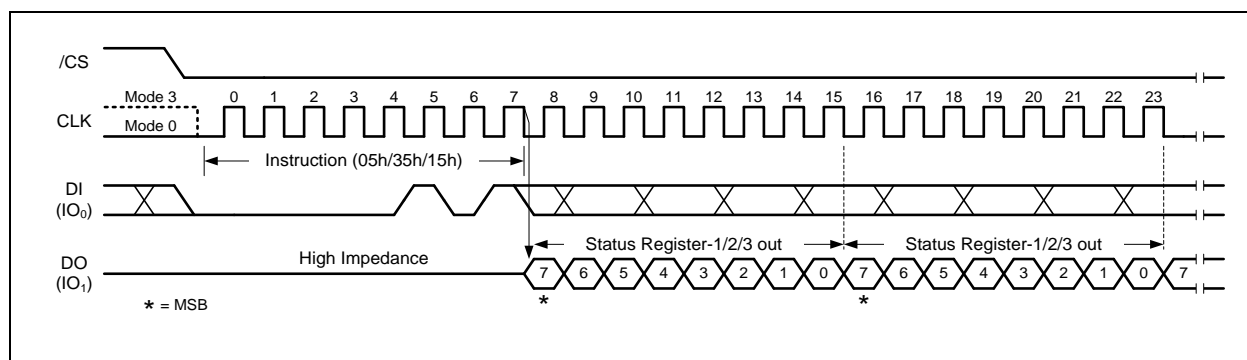 /CS
Mode 3 0 1 2 3 4 5 6 7 8 9 10 11 12 13 14 15 16 17 18 19 20 21 22 23
CLK
Mode 0
Instruction (05h/35h/15h)
DI
(IO₀)
High Impedance
Status Register-1/2/3 out Status Register-1/2/3 out
DO
(IO₁)
7 6 5 4 3 2 1 0 7 6 5 4 3 2 1 0 7
* *
* = MSB